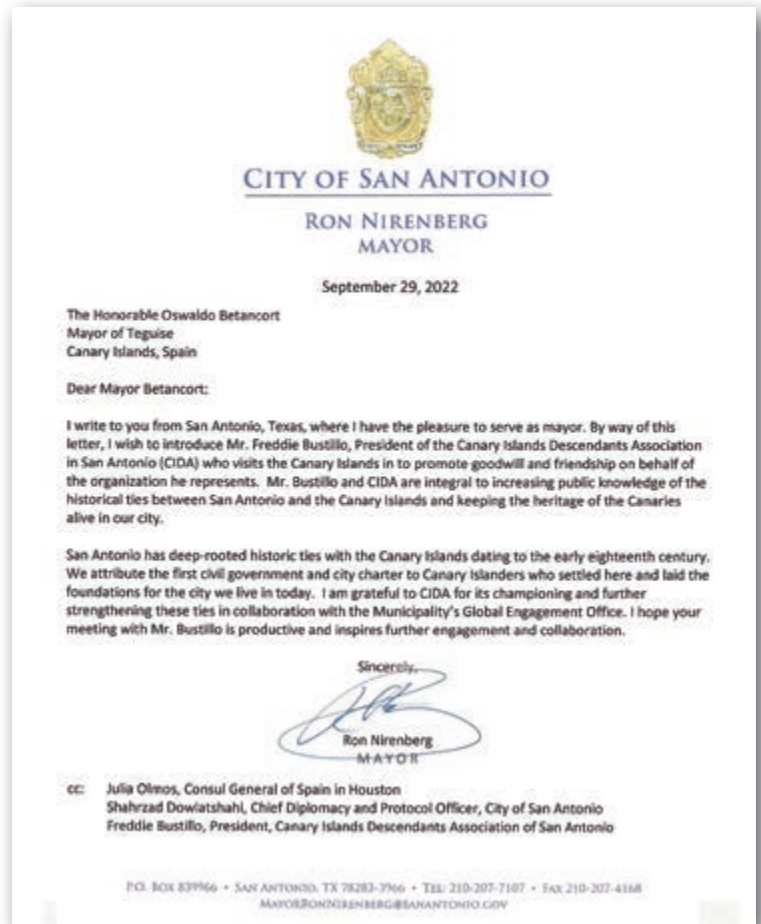 CITY OF SAN ANTONIO
RON NIRENBERG
MAYOR
September 29, 2022
The Honorable Oswaldo Betancort
Mayor of Teguise
Canary Islands, Spain
Dear Mayor Betancort:
I write to you from San Antonio, Texas, where I have the pleasure to serve as mayor. By way of this
letter, I wish to introduce Mr. Freddie Bustillo, President of the Canary Islands Descendants Association
in San Antonio (CIDA) who visits the Canary Islands in to promote goodwill and friendship on behalf of
the organization he represents. Mr. Bustillo and CIDA are integral to increasing public knowledge of the
historical ties between San Antonio and the Canary Islands and keeping the heritage of the Canaries
alive in our city.
San Antonio has deep-rooted historic ties with the Canary Islands dating to the early eighteenth century.
We attribute the first civil government and city charter to Canary Islanders who settled here and laid the
foundations for the city we live in today. I am grateful to CIDA for its championing and further
strengthening these ties in collaboration with the Municipality's Global Engagement Office. I hope your
meeting with Mr. Bustillo is productive and inspires further engagement and collaboration.
Sincerely,
Ron Nirenberg
MAYOR
cc: Julia Olmos, Consul General of Spain in Houston
Shahrzad Dowlatshahi, Chief Diplomacy and Protocol Officer, City of San Antonio
Freddie Bustillo, President, Canary Islands Descendants Association of San Antonio
P.O. BOX 839966 • SAN ANTONIO, TX 78283-3966 • TEL: 210-207-7107 • FAX 210-207-4168
MAYORRONNIRENBERG@SANANTONIO.GOV